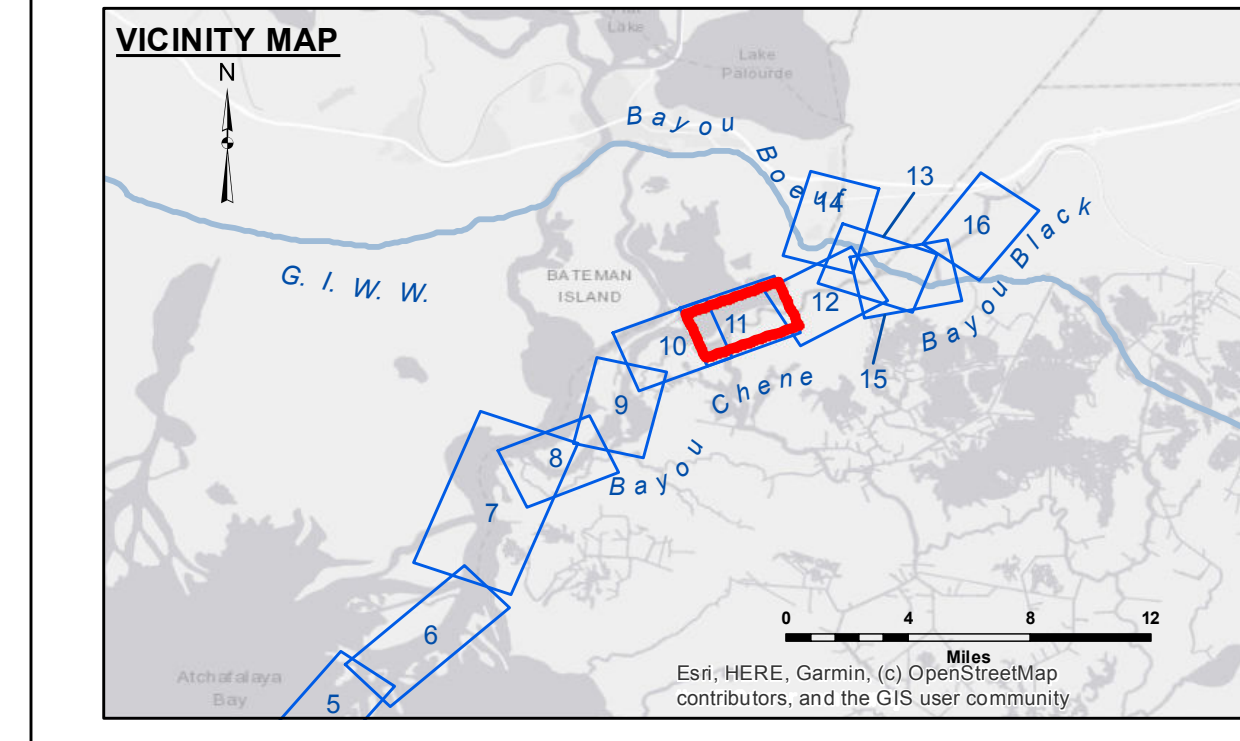 VICINITY MAP
N
Lake
Lake
Palourde
Bayou
Boeuf
13
14
16
Bayou Black
G. I. W. W.
BATEMAN
ISLAND
12
11
10
15
Bayou Chene
9
8
7
6
5
Atchafalaya
Bay
0 4 8 12
Miles
Esri, HERE, Garmin, (c) OpenStreetMap
contributors, and the GIS user community